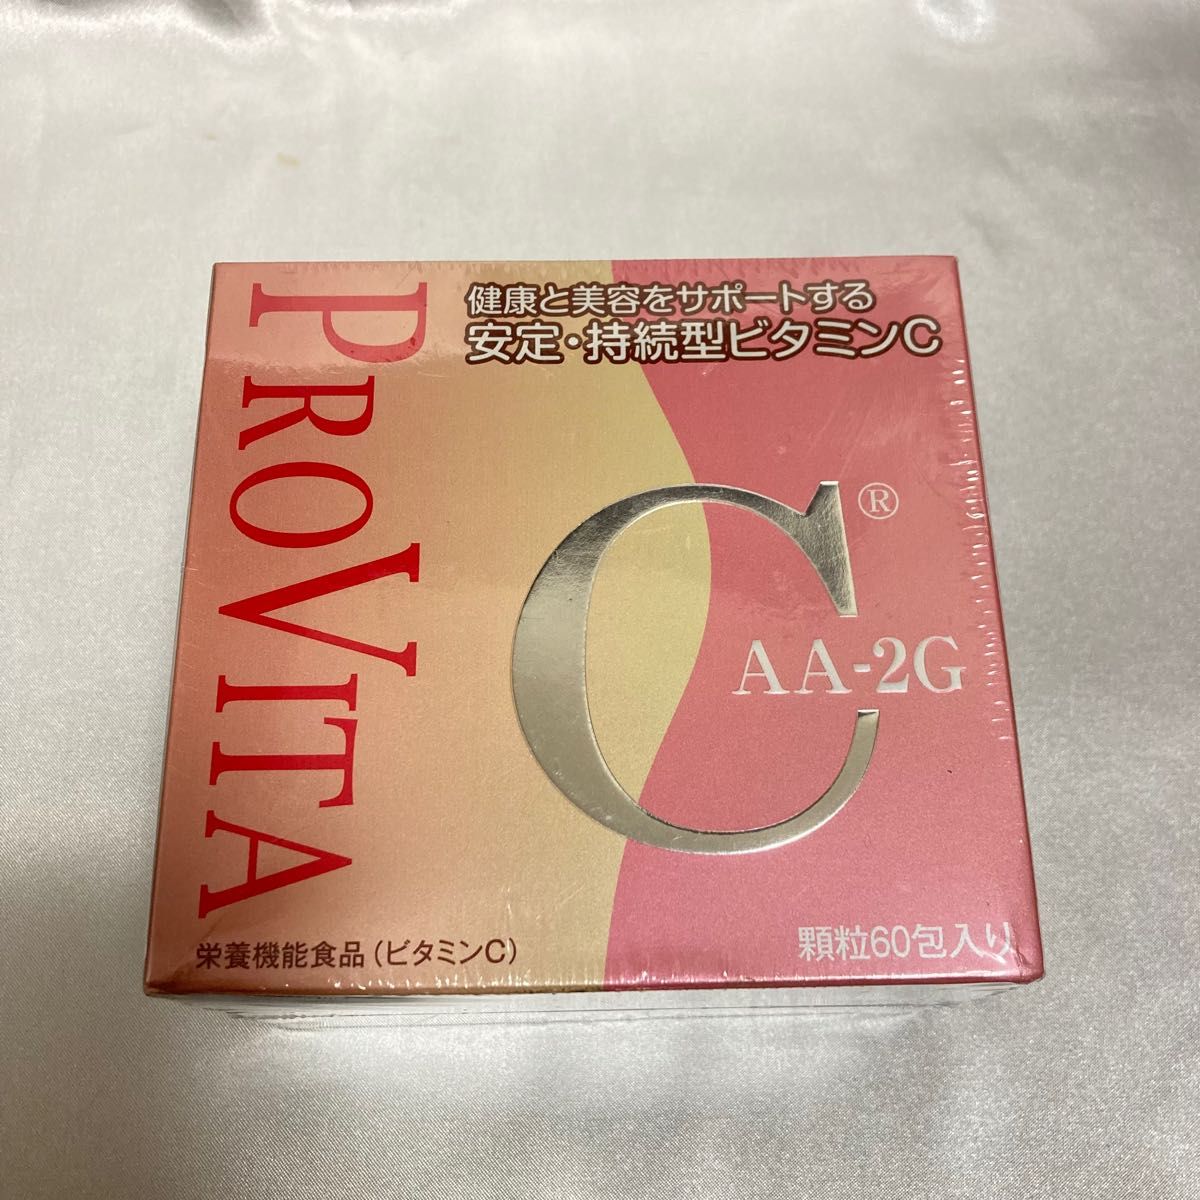 健康と美容をサポートする
安定・持続型ビタミンC
PROVITA
C®
AA-2G
栄養機能食品(ビタミンC)
顆粒60包入り